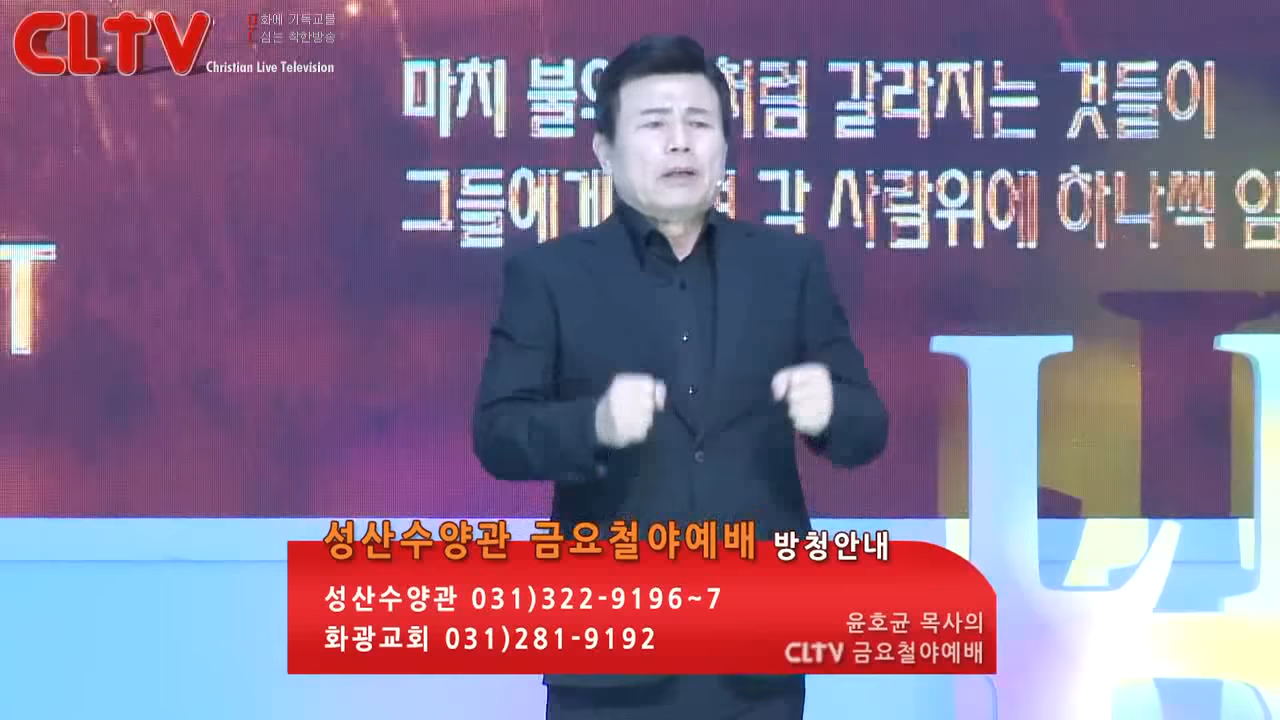 CLTV
문화에 기독교를
심는 착한방송
Christian Live Television
마치 처럼 갈라지는 것들이
그들에게 각 사람위에 하나씩
T
성산수양관 금요철야예배 방청안내
성산수양관 031)322-9196~7
화광교회 031)281-9192
윤호균 목사의
CLTV 금요철야예배